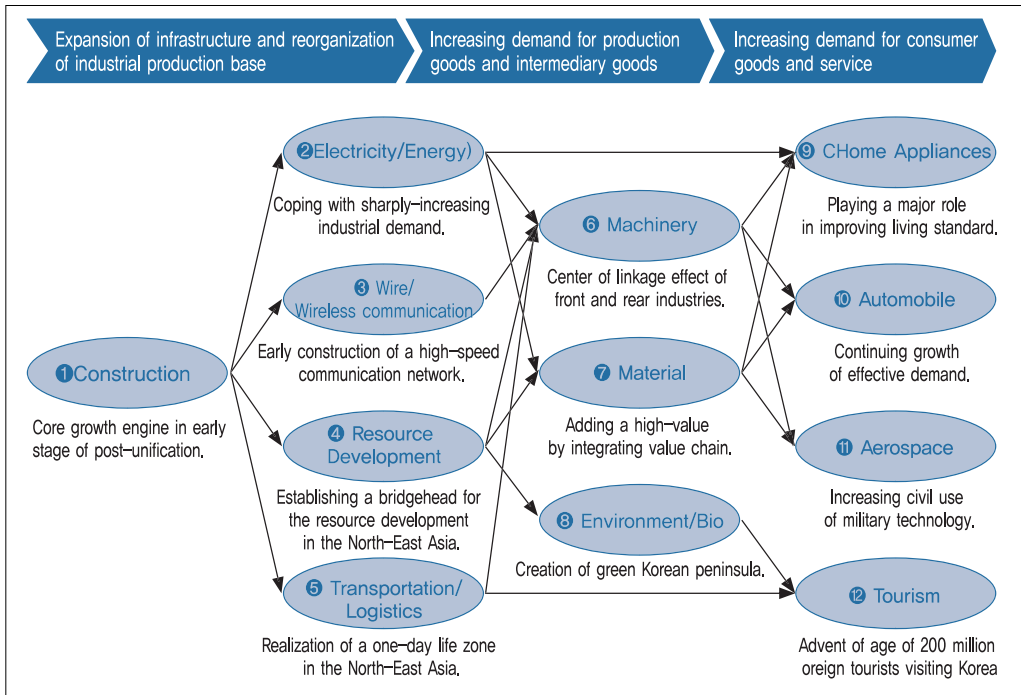 Expansion of infrastructure and reorganization
of industrial production base
Increasing demand for production
goods and intermediary goods
Increasing demand for consumer
goods and service
❶Construction
Core growth engine in early
stage of post-unification.
❷Electricity/Energy)
Coping with sharply-increasing
industrial demand.
❸ Wire/
Wireless communication
Early construction of a high-speed
communication network.
❹ Resource
Development
Establishing a bridgehead for
the resource development
in the North-East Asia.
❺ Transportation/
Logistics
Realization of a one-day life zone
in the North-East Asia.
❻ Machinery
Center of linkage effect of
front and rear industries.
❼ Material
Adding a high-value
by integrating value chain.
❽ Environment/Bio
Creation of green Korean peninsula.
❾ CHome Appliances
Playing a major role
in improving living standard.
❿ Automobile
Continuing growth
of effective demand.
⓫ Aerospace
Increasing civil use
of military technology.
⓬ Tourism
Advent of age of 200 million
oreign tourists visiting Korea